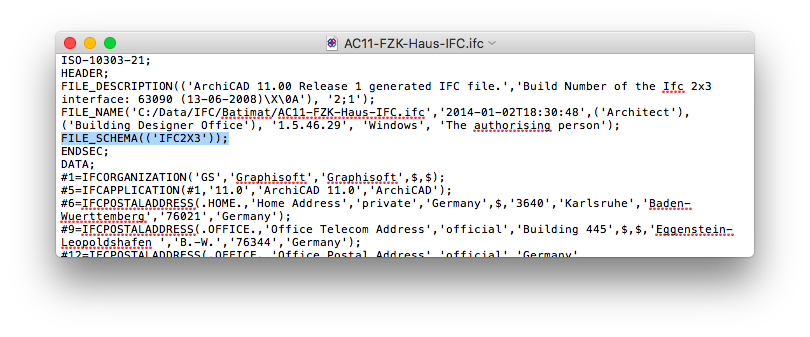 AC11-FZK-Haus-IFC.ifc
ISO-10303-21;
HEADER;
FILE_DESCRIPTION(('ArchiCAD 11.00 Release 1 generated IFC file.','Build Number of the Ifc 2x3
interface: 63090 (13-06-2008)\X\0A'), '2;1');
FILE_NAME('C:/Data/IFC/Batimat/AC11-FZK-Haus-IFC.ifc','2014-01-02T18:30:48',('Architect'),
('Building Designer Office'), '1.5.46.29', 'Windows', 'The authorising person');
FILE_SCHEMA(('IFC2X3'));
ENDSEC;
DATA;
#1=IFCORGANIZATION('GS','Graphisoft','Graphisoft',$,$);
#5=IFCAPPLICATION(#1,'11.0','ArchiCAD 11.0','ArchiCAD');
#6=IFCPOSTALADDRESS(.HOME.,'Home Address','private','Germany',$,'3640','Karlsruhe','Baden-
Wuerttemberg','76021','Germany');
#9=IFCPOSTALADDRESS(.OFFICE.,'Office Telecom Address','official','Building 445',$,$,'Eggenstein-
Leopoldshafen ','B.-W.','76344','Germany');
#12=IFCPOSTALADDRESS(.OFFICE.,'Office Postal Address','official','Germany'